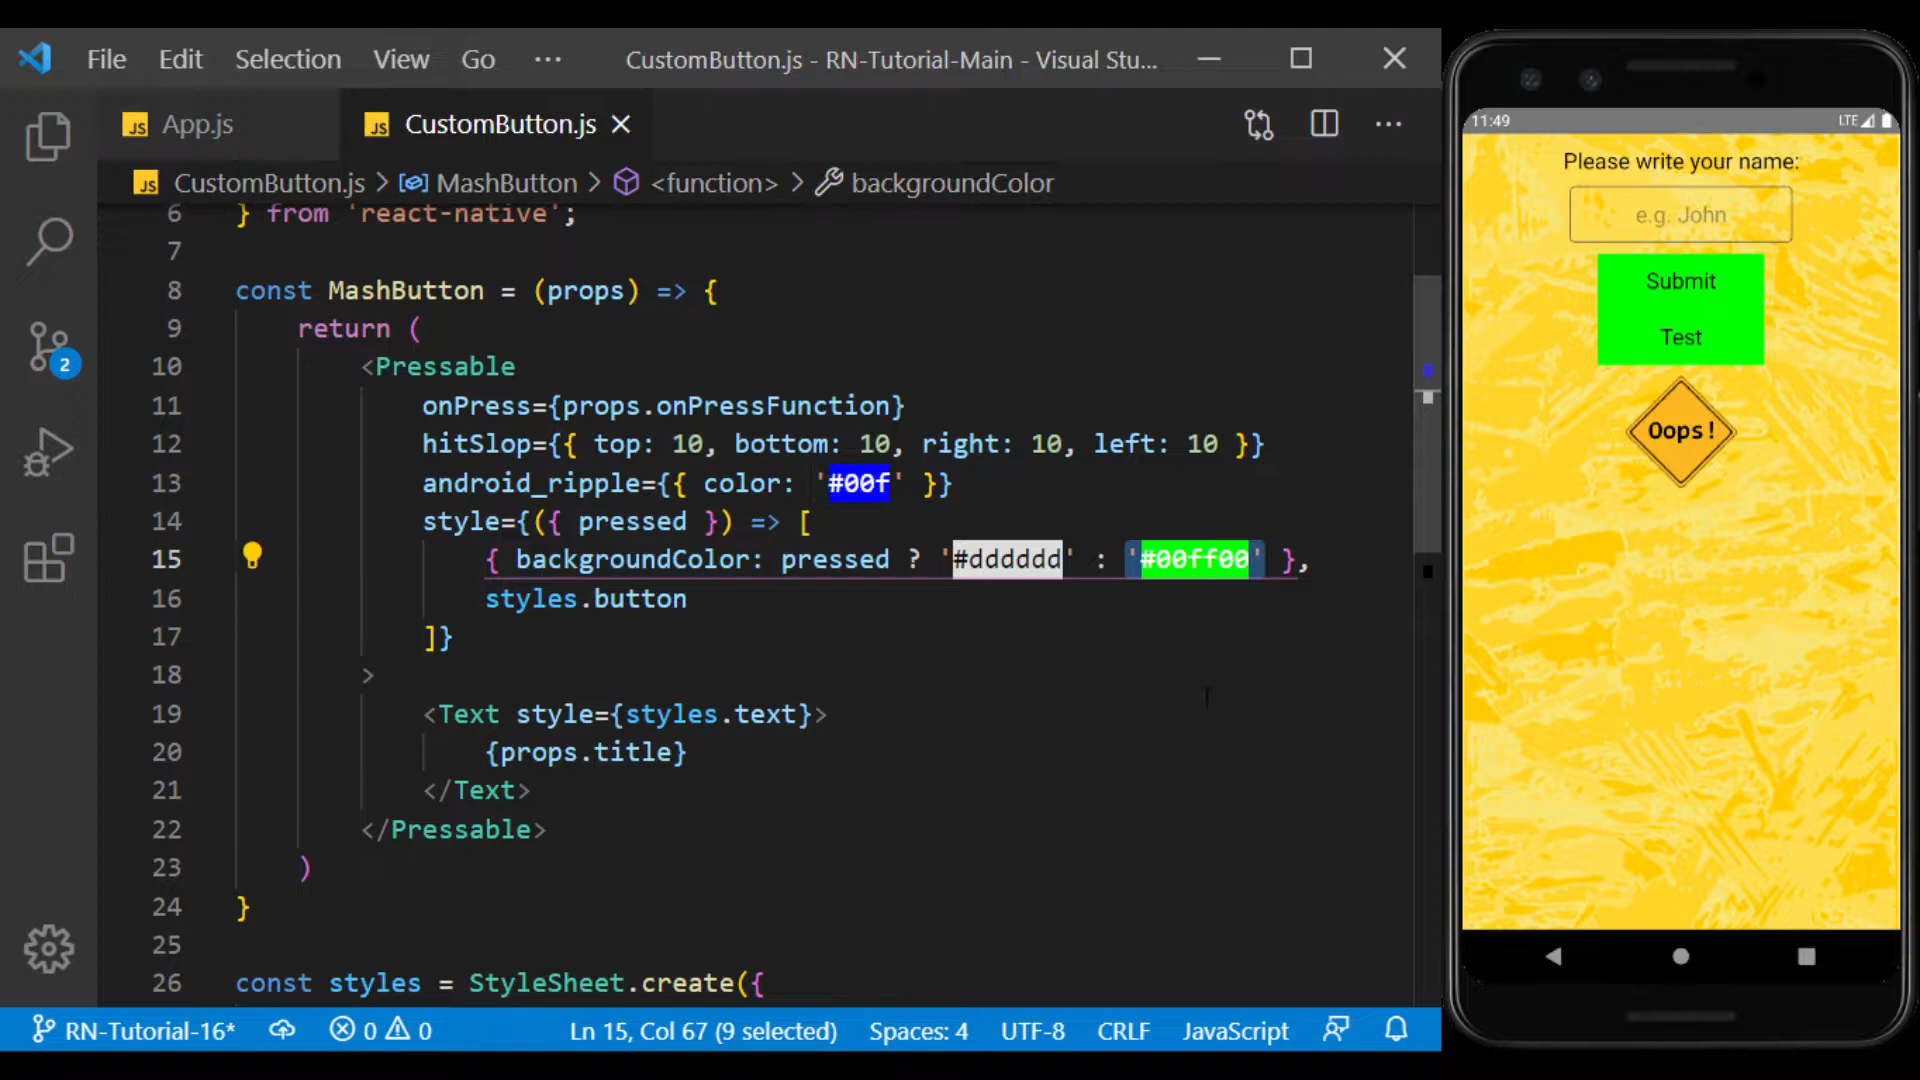 File Edit Selection View Go ··· CustomButton.js - RN-Tutorial-Main - Visual Stu...
JS App.js JS CustomButton.js
JS CustomButton.js > MashButton > <function> > backgroundColor
6 } from 'react-native';
7
8 const MashButton = (props) => {
9 return (
10 <Pressable
11 onPress={props.onPressFunction}
12 hitSlop={{ top: 10, bottom: 10, right: 10, left: 10 }}
13 android_ripple={{ color: '#00f' }}
14 style={({ pressed }) => [
15 { backgroundColor: pressed ? '#dddddd' : '#00ff00' },
16 styles.button
17 ]}
18 >
19 <Text style={styles.text}>
20 {props.title}
21 </Text>
22 </Pressable>
23 )
24 }
25
26 const styles = StyleSheet.create({
2
RN-Tutorial-16* 0 0 Ln 15, Col 67 (9 selected) Spaces: 4 UTF-8 CRLF JavaScript
11:49 LTE
Please write your name:
e.g. John
Submit
Test
Oops!